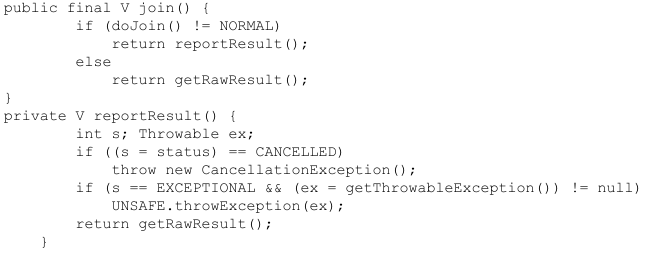 public final V join() {
        if (doJoin() != NORMAL)
            return reportResult();
        else
            return getRawResult();
}
private V reportResult() {
        int s; Throwable ex;
        if ((s = status) == CANCELLED)
            throw new CancellationException();
        if (s == EXCEPTIONAL && (ex = getThrowableException()) != null)
            UNSAFE.throwException(ex);
        return getRawResult();
    }